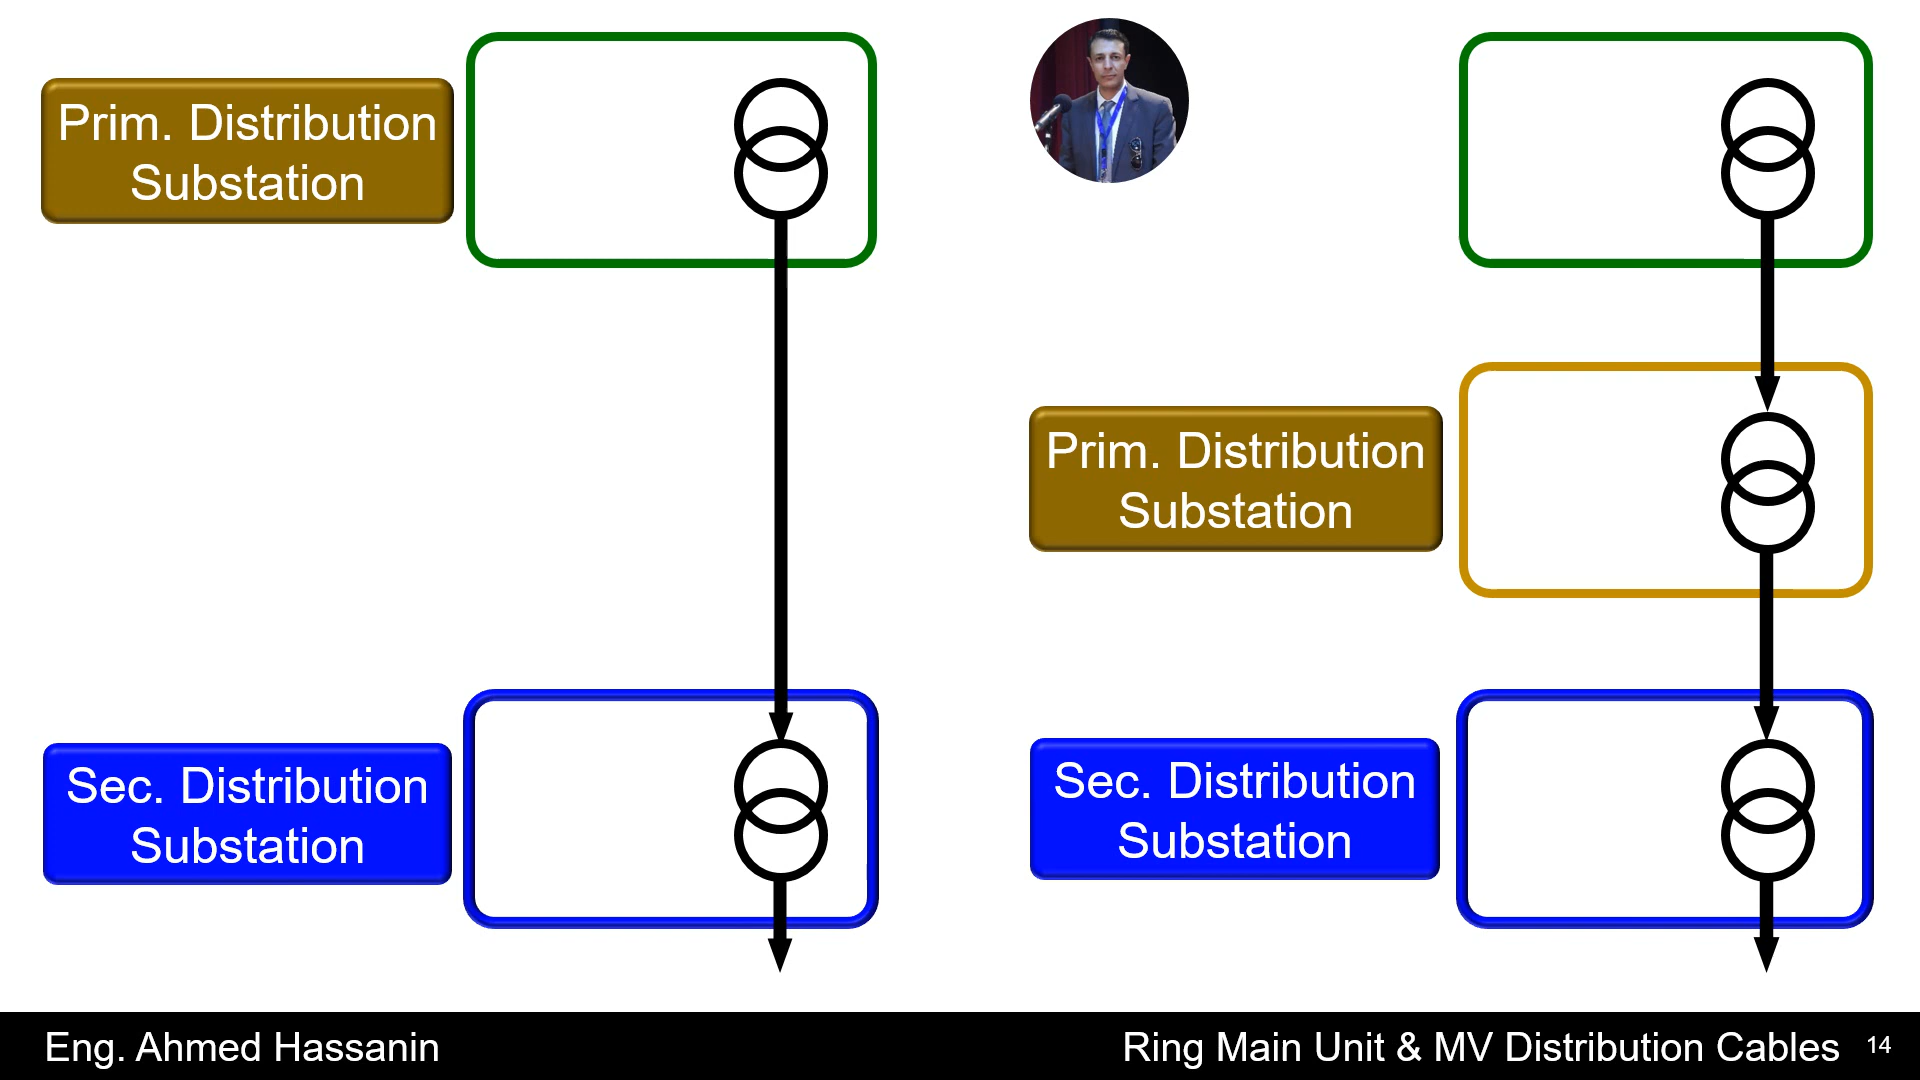 Prim. Distribution
Substation
Prim. Distribution
Substation
Sec. Distribution
Substation
Sec. Distribution
Substation
Eng. Ahmed Hassanin
Ring Main Unit & MV Distribution Cables
14